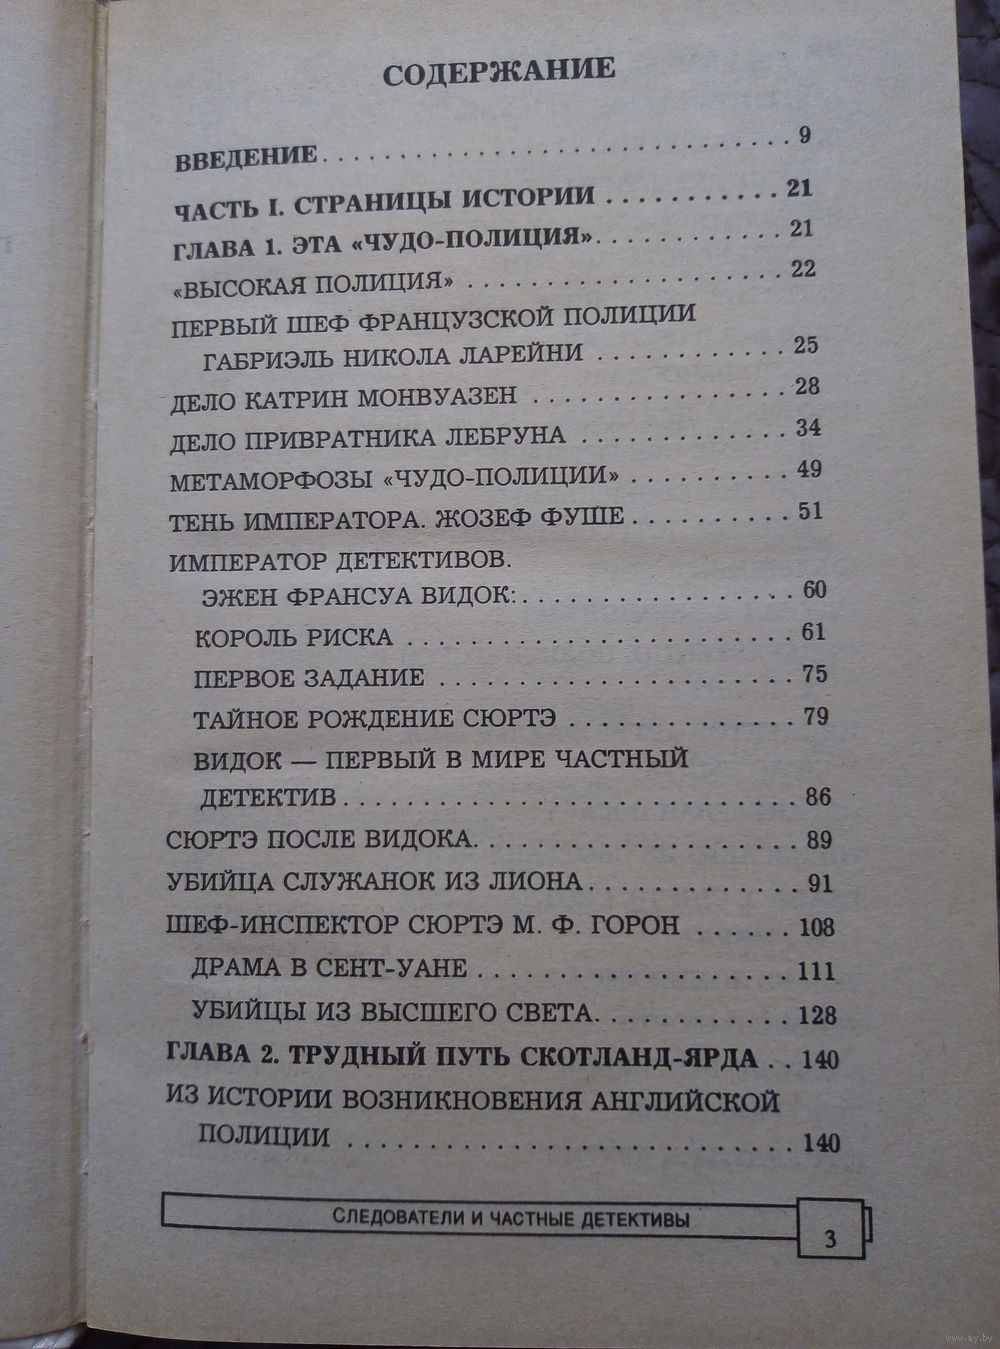 СОДЕРЖАНИЕ
ВВЕДЕНИЕ. . . . . . . . . . . . . . . . . . . . . . . . . . . . . . . 9
ЧАСТЬ I. СТРАНИЦЫ ИСТОРИИ . . . . . . . . . . . 21
ГЛАВА 1. ЭТА «ЧУДО-ПОЛИЦИЯ». . . . . . . . . . . . 21
«ВЫСОКАЯ ПОЛИЦИЯ» . . . . . . . . . . . . . . . . . . . . 22
ПЕРВЫЙ ШЕФ ФРАНЦУЗСКОЙ ПОЛИЦИИ
ГАБРИЭЛЬ НИКОЛА ЛАРЕЙНИ . . . . . . . . . . . . 25
ДЕЛО КАТРИН МОНВУАЗЕН . . . . . . . . . . . . . . . . 28
ДЕЛО ПРИВРАТНИКА ЛЕБРУНА . . . . . . . . . . . . . 34
МЕТАМОРФОЗЫ «ЧУДО-ПОЛИЦИИ» . . . . . . . . . . 49
ТЕНЬ ИМПЕРАТОРА. ЖОЗЕФ ФУШЕ . . . . . . . . . . 51
ИМПЕРАТОР ДЕТЕКТИВОВ.
ЭЖЕН ФРАНСУА ВИДОК: . . . . . . . . . . . . . . . . . 60
КОРОЛЬ РИСКА . . . . . . . . . . . . . . . . . . . . . . . . 61
ПЕРВОЕ ЗАДАНИЕ . . . . . . . . . . . . . . . . . . . . . . 75
ТАЙНОЕ РОЖДЕНИЕ СЮРТЭ . . . . . . . . . . . . . . 79
ВИДОК — ПЕРВЫЙ В МИРЕ ЧАСТНЫЙ
ДЕТЕКТИВ . . . . . . . . . . . . . . . . . . . . . . . . . . . . 86
СЮРТЭ ПОСЛЕ ВИДОКА. . . . . . . . . . . . . . . . . . . . 89
УБИЙЦА СЛУЖАНОК ИЗ ЛИОНА . . . . . . . . . . . . . 91
ШЕФ-ИНСПЕКТОР СЮРТЭ М. Ф. ГОРОН . . . . . . 108
ДРАМА В СЕНТ-УАНЕ . . . . . . . . . . . . . . . . . . . . 111
УБИЙЦЫ ИЗ ВЫСШЕГО СВЕТА. . . . . . . . . . . . . 128
ГЛАВА 2. ТРУДНЫЙ ПУТЬ СКОТЛАНД-ЯРДА . . 140
ИЗ ИСТОРИИ ВОЗНИКНОВЕНИЯ АНГЛИЙСКОЙ
ПОЛИЦИИ . . . . . . . . . . . . . . . . . . . . . . . . . . . . 140
СЛЕДОВАТЕЛИ И ЧАСТНЫЕ ДЕТЕКТИВЫ
3
www.ay.by